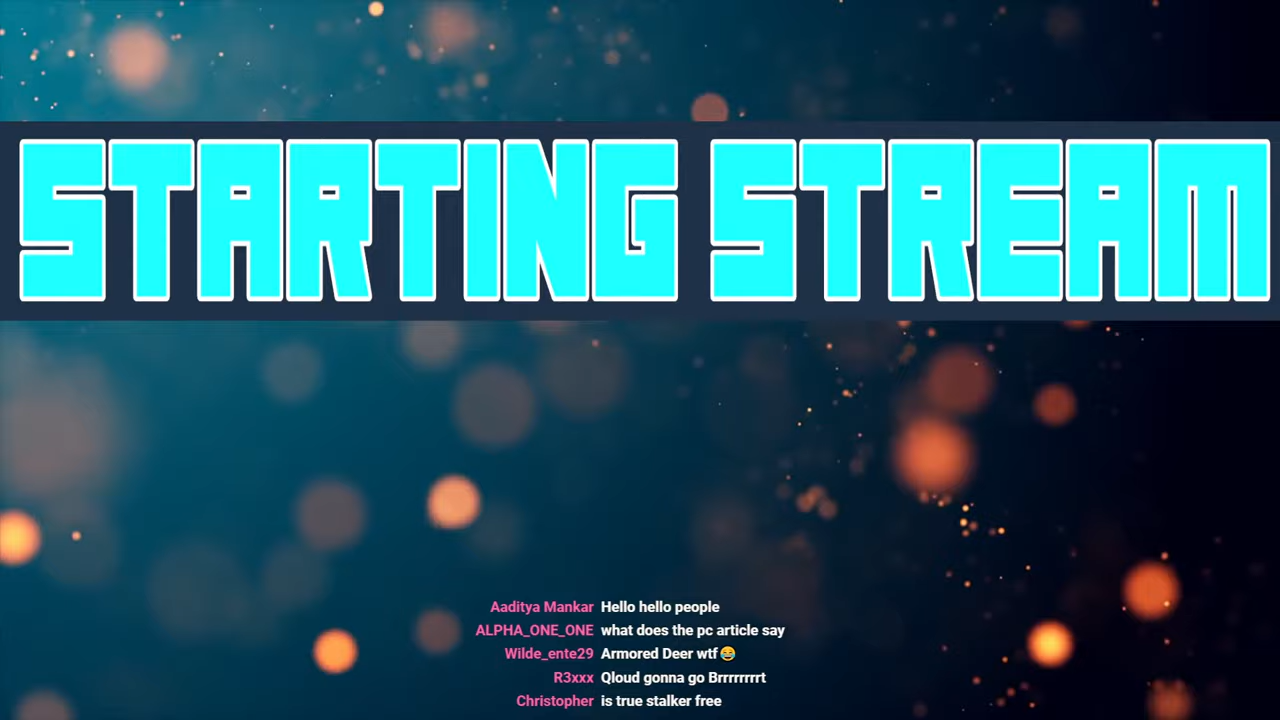 STARTING STREAM
Aaditya Mankar Hello hello people
ALPHA_ONE_ONE what does the pc article say
Wilde_ente29 Armored Deer wtf😂
R3xxx Qloud gonna go Brrrrrrrrt
Christopher is true stalker free